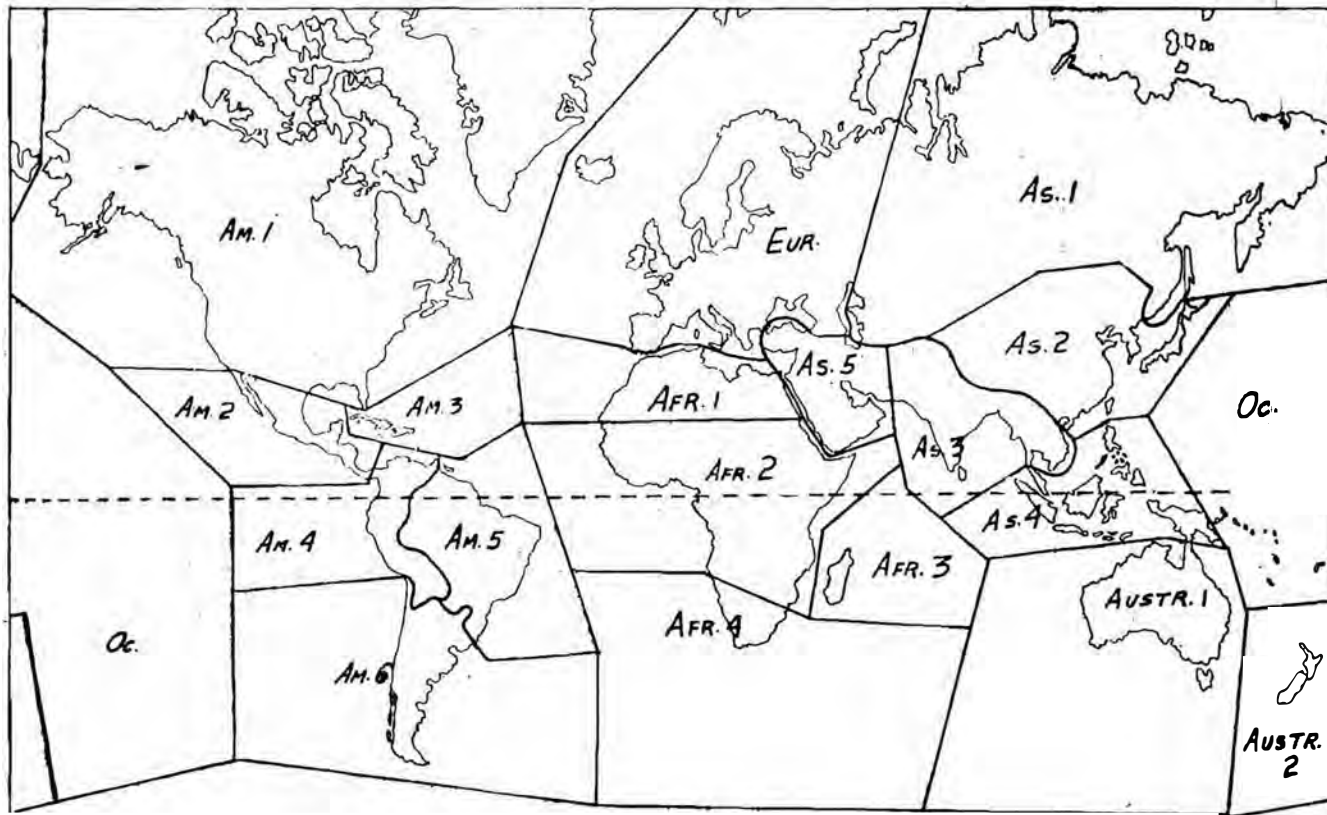 Am. 1
Eur.
As. 1
As. 2
Am. 2
Am. 3
Afr. 1
As. 5
Oc.
As. 3
Afr. 2
As. 4
Am. 4
Am. 5
Afr. 3
Austr. 1
Oc.
Am. 6
Afr. 4
Austr.
2